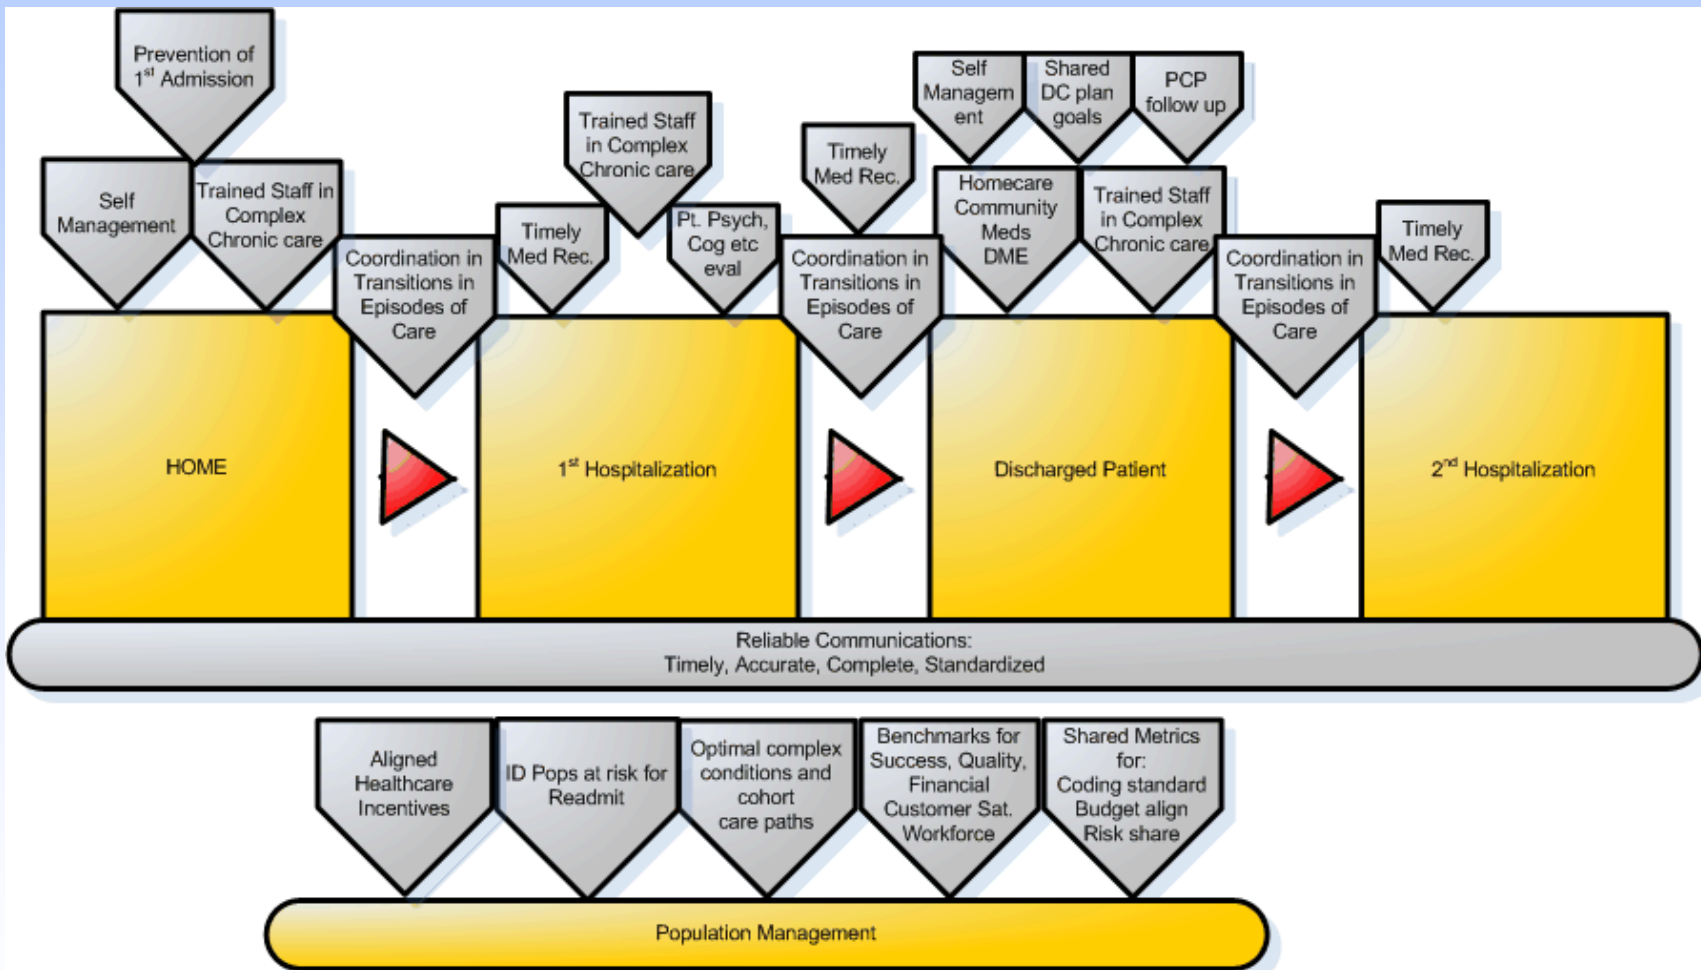 Prevention of
1st Admission
Self
Management
Trained Staff in
Complex
Chronic care
Coordination in
Transitions in
Episodes of
Care
Timely
Med Rec.
Trained Staff
in Complex
Chronic care
Pt. Psych,
Cog etc
eval
Timely
Med Rec.
Coordination in
Transitions in
Episodes of
Care
Self
Managem
ent
Shared
DC plan
goals
PCP
follow up
Homecare
Community
Meds
DME
Trained Staff
in Complex
Chronic care
Coordination in
Transitions in
Episodes of
Care
Timely
Med Rec.
HOME
1st Hospitalization
Discharged Patient
2nd Hospitalization
Reliable Communications:
Timely, Accurate, Complete, Standardized
Aligned
Healthcare
Incentives
ID Pops at risk for
Readmit
Optimal complex
conditions and
cohort
care paths
Benchmarks for
Success, Quality,
Financial
Customer Sat.
Workforce
Shared Metrics
for:
Coding standard
Budget align
Risk share
Population Management